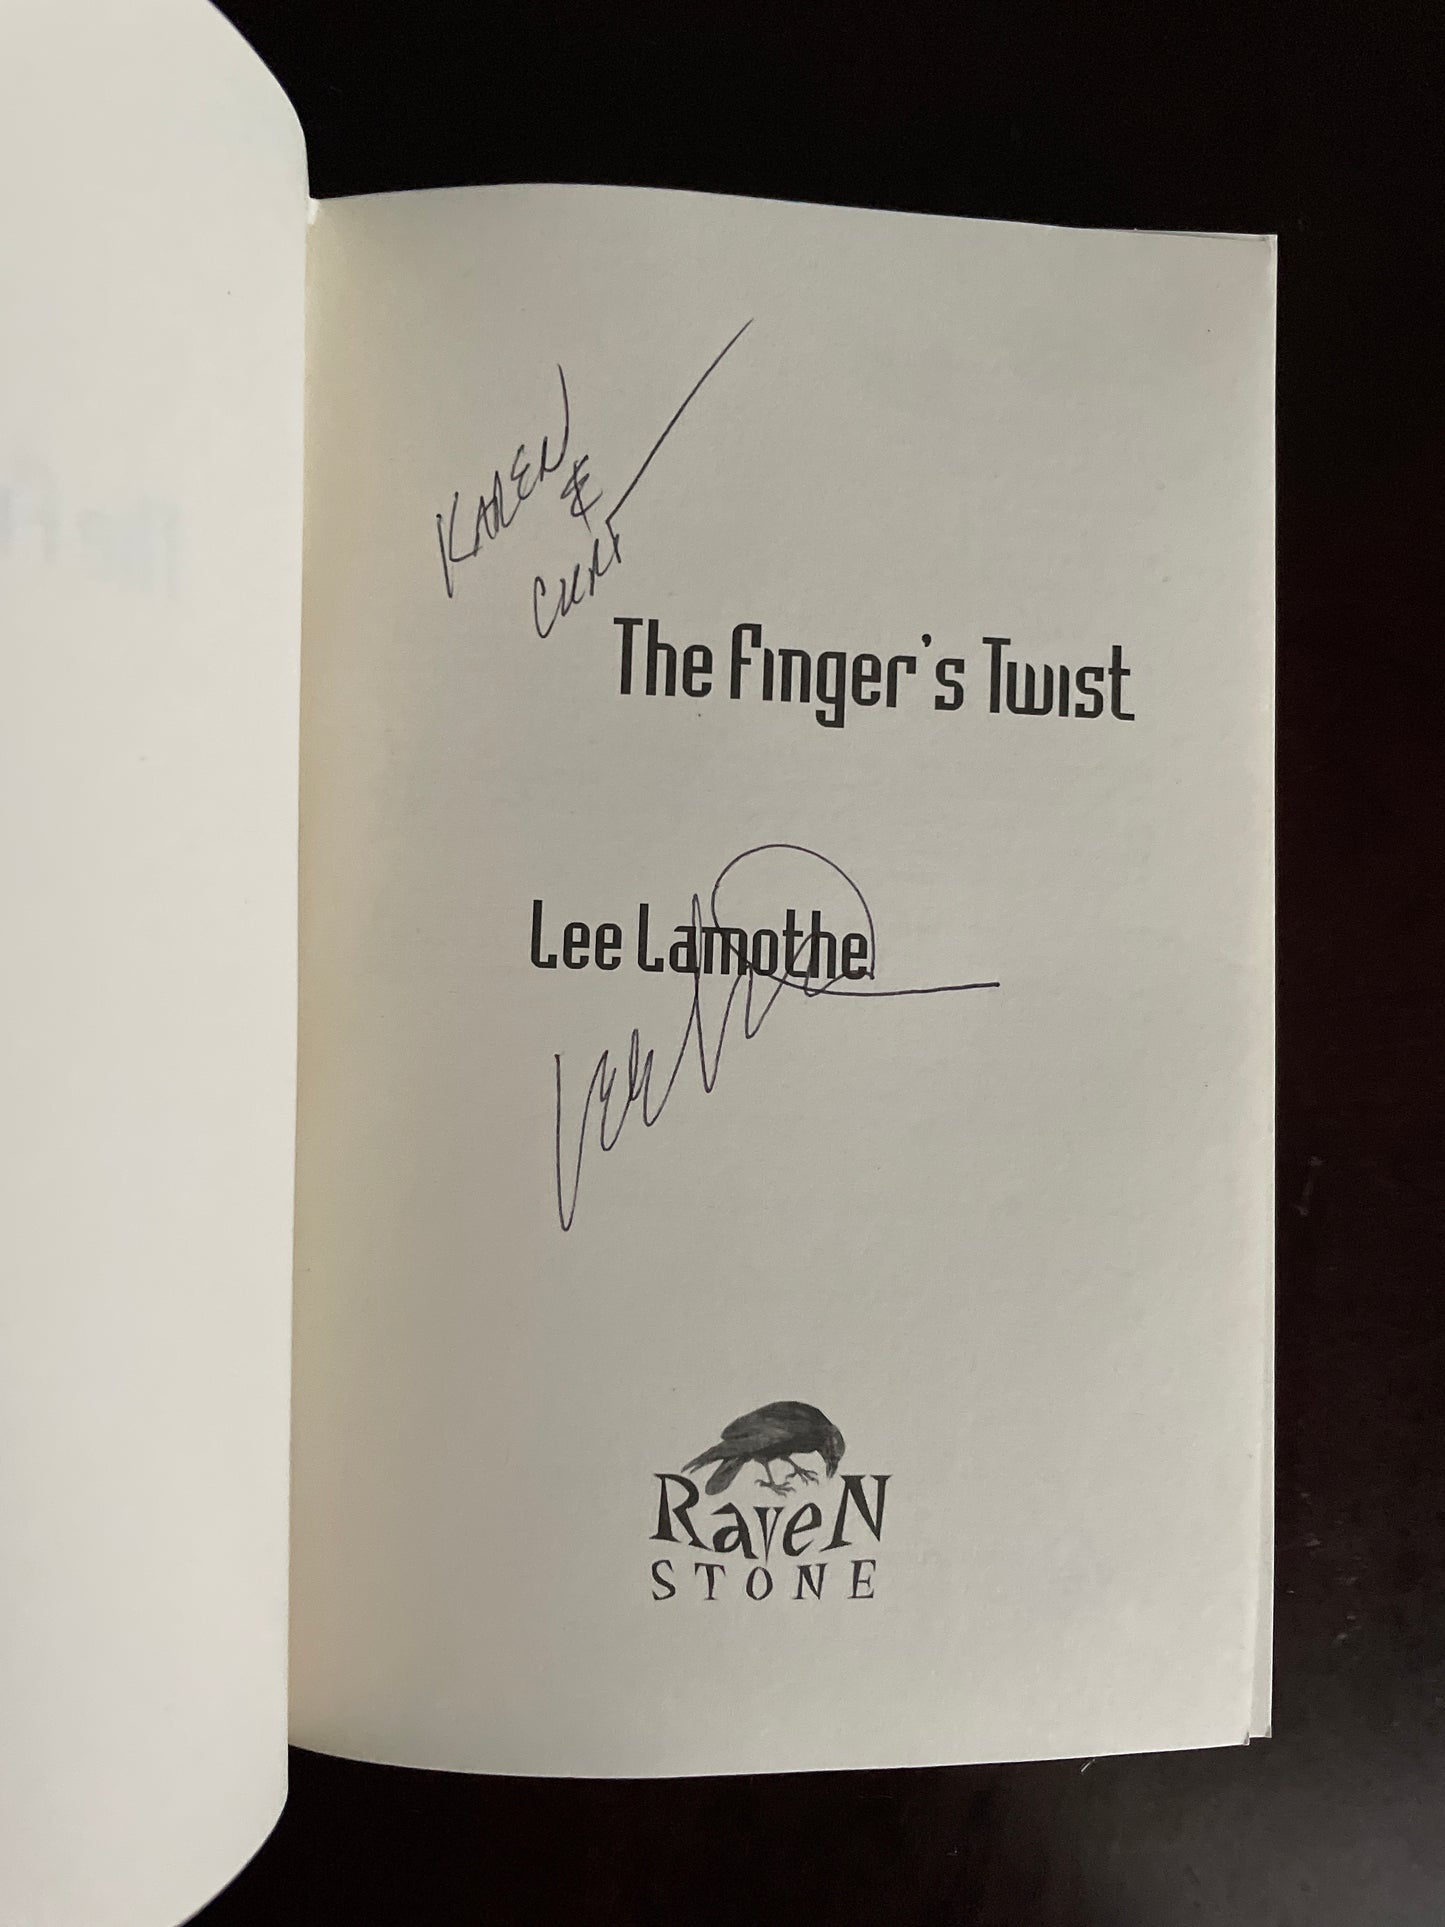 KAREN
&
CURT
The Finger's Twist
Lee Lamothe
Raven
STONE